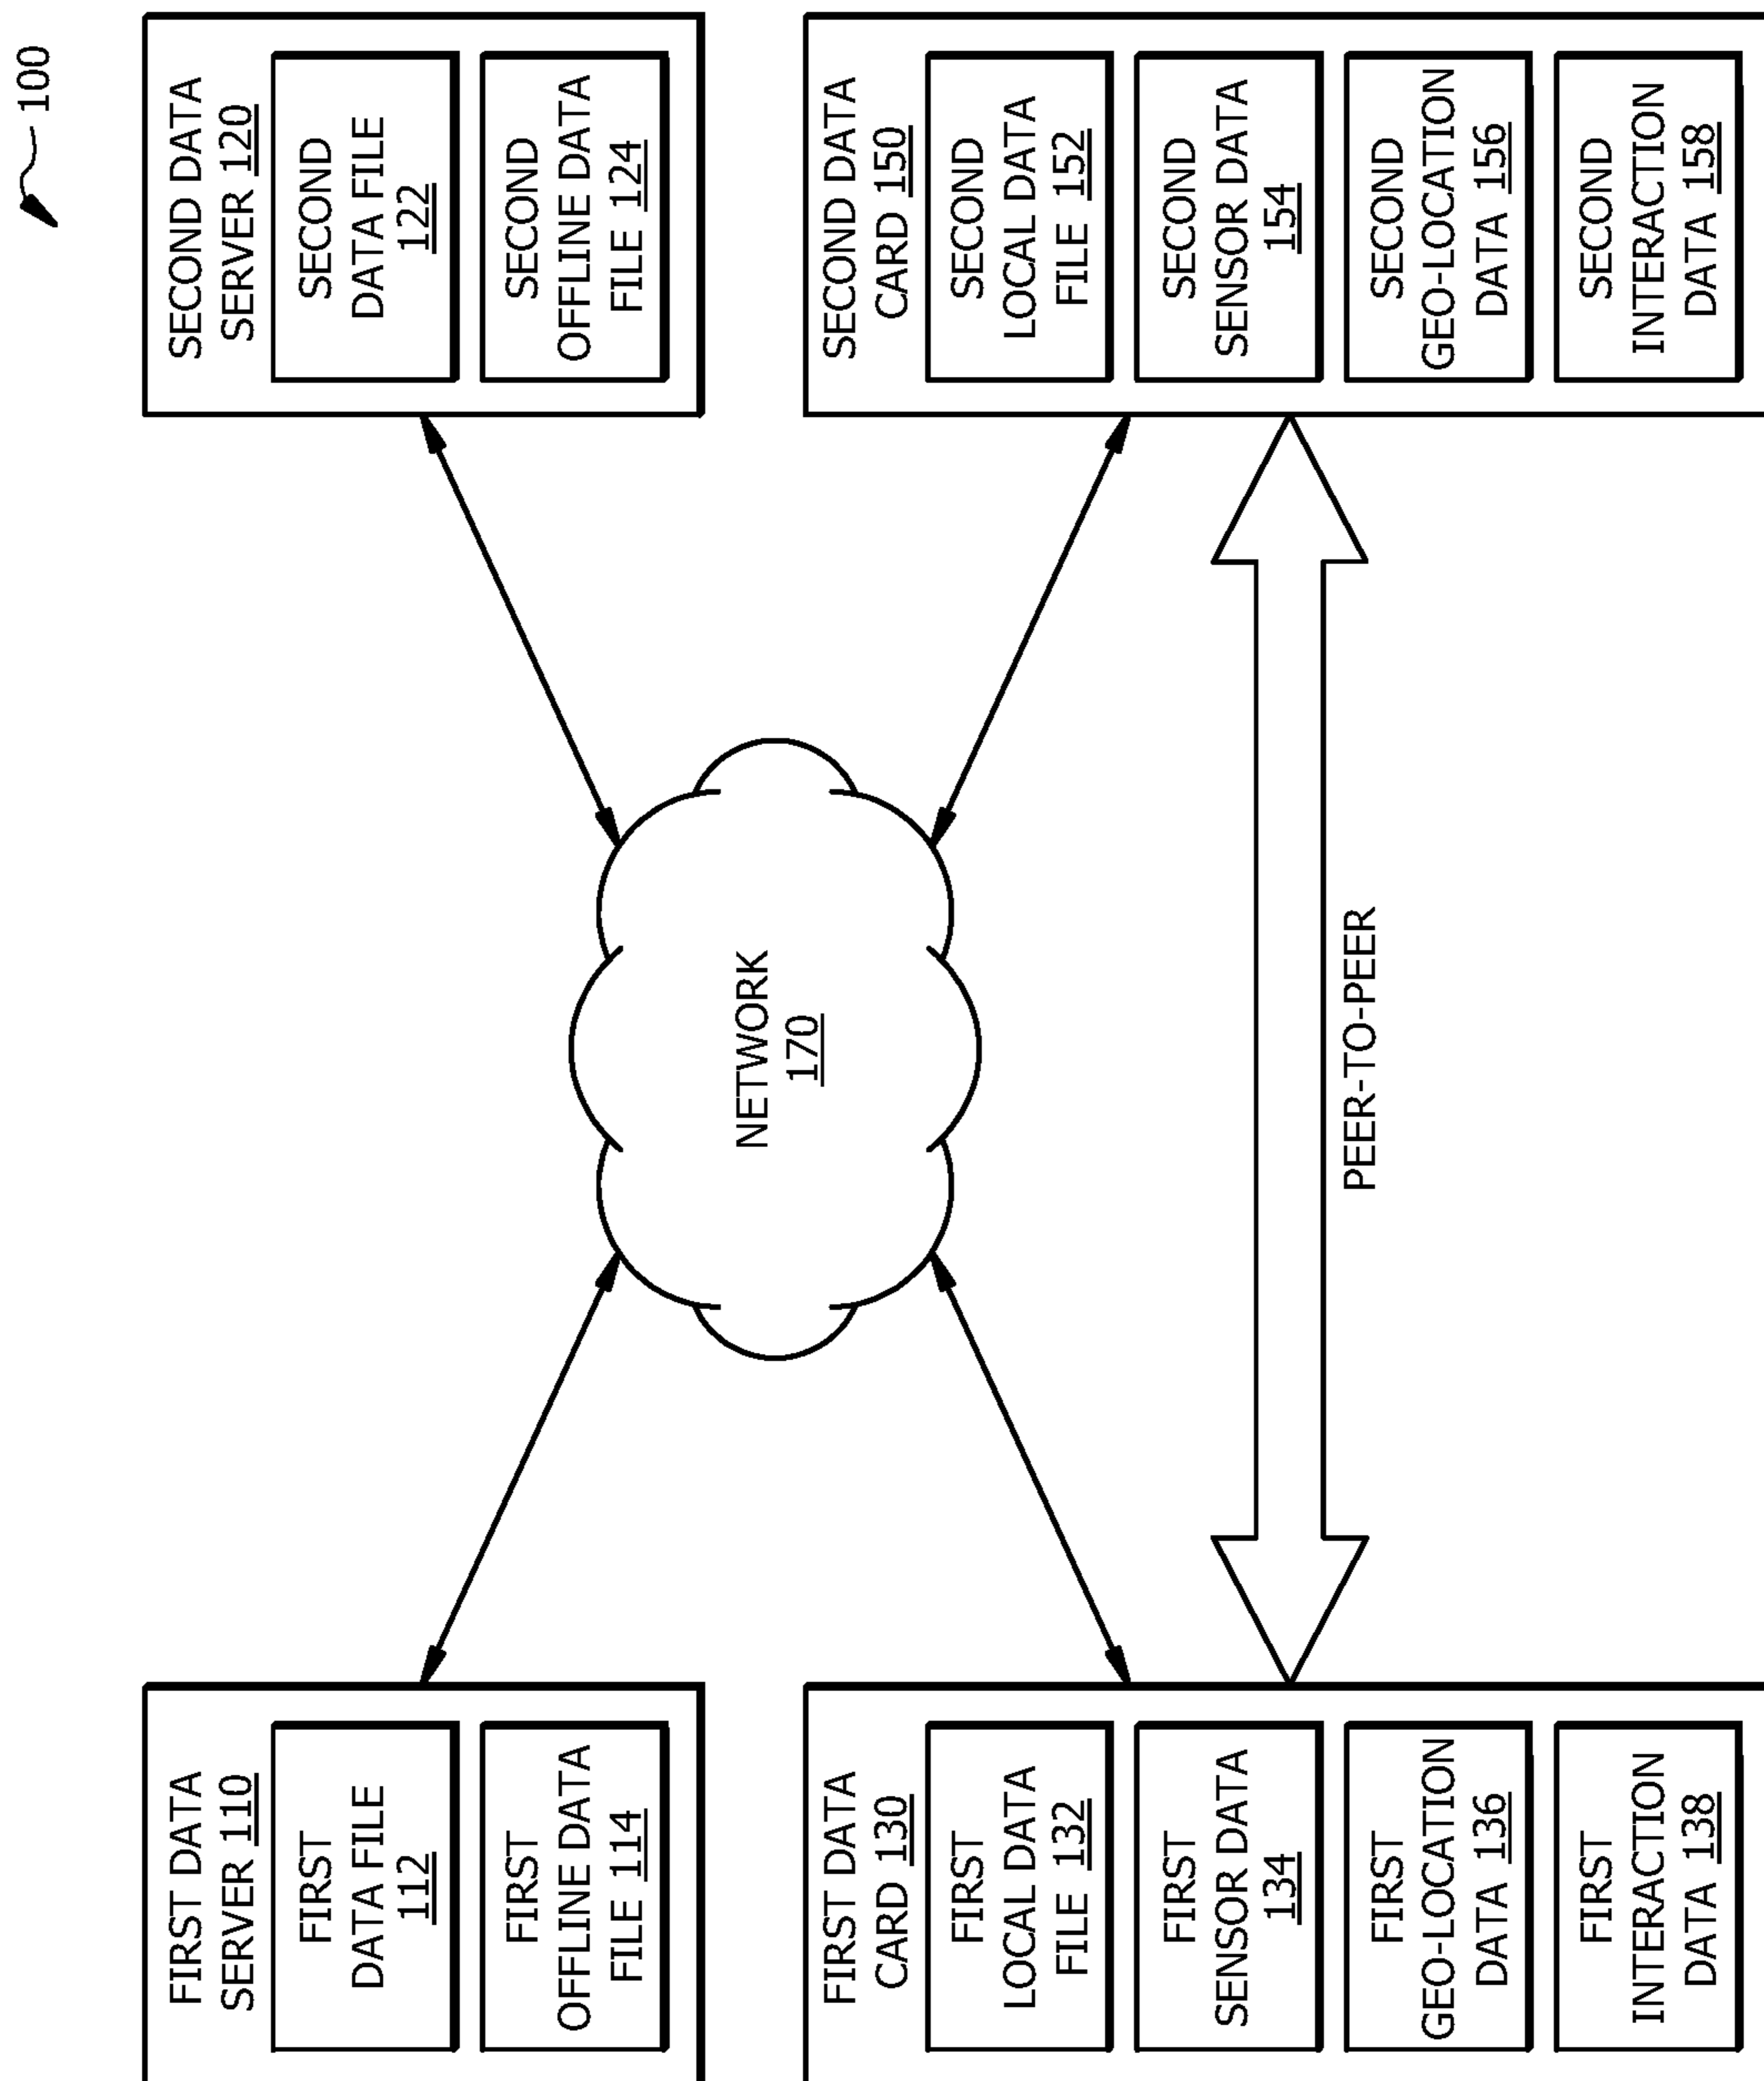 100
FIRST DATA
SERVER 110
FIRST
DATA FILE
112
FIRST
OFFLINE DATA
FILE 114
SECOND DATA
SERVER 120
SECOND
DATA FILE
122
SECOND
OFFLINE DATA
FILE 124
NETWORK
170
FIRST DATA
CARD 130
FIRST
LOCAL DATA
FILE 132
FIRST
SENSOR DATA
134
FIRST
GEO-LOCATION
DATA 136
FIRST
INTERACTION
DATA 138
PEER-TO-PEER
SECOND DATA
CARD 150
SECOND
LOCAL DATA
FILE 152
SECOND
SENSOR DATA
154
SECOND
GEO-LOCATION
DATA 156
SECOND
INTERACTION
DATA 158